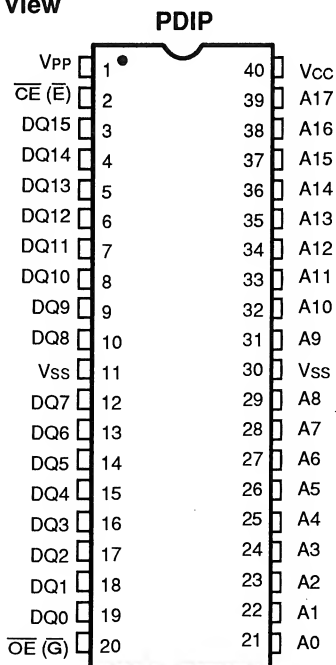 View
PDIP
VPP 1 40 VCC
CE (E) 2 39 A17
DQ15 3 38 A16
DQ14 4 37 A15
DQ13 5 36 A14
DQ12 6 35 A13
DQ11 7 34 A12
DQ10 8 33 A11
DQ9 9 32 A10
DQ8 10 31 A9
VSS 11 30 VSS
DQ7 12 29 A8
DQ6 13 28 A7
DQ5 14 27 A6
DQ4 15 26 A5
DQ3 16 25 A4
DQ2 17 24 A3
DQ1 18 23 A2
DQ0 19 22 A1
OE (G) 20 21 A0